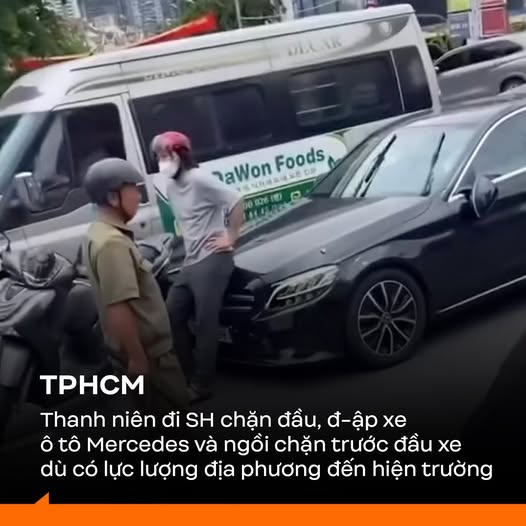 DLCAR
DaWon Foods
TPHCM
Thanh niên đi SH chặn đầu, đ-ập xe
ô tô Mercedes và ngồi chặn trước đầu xe
dù có lực lượng địa phương đến hiện trường